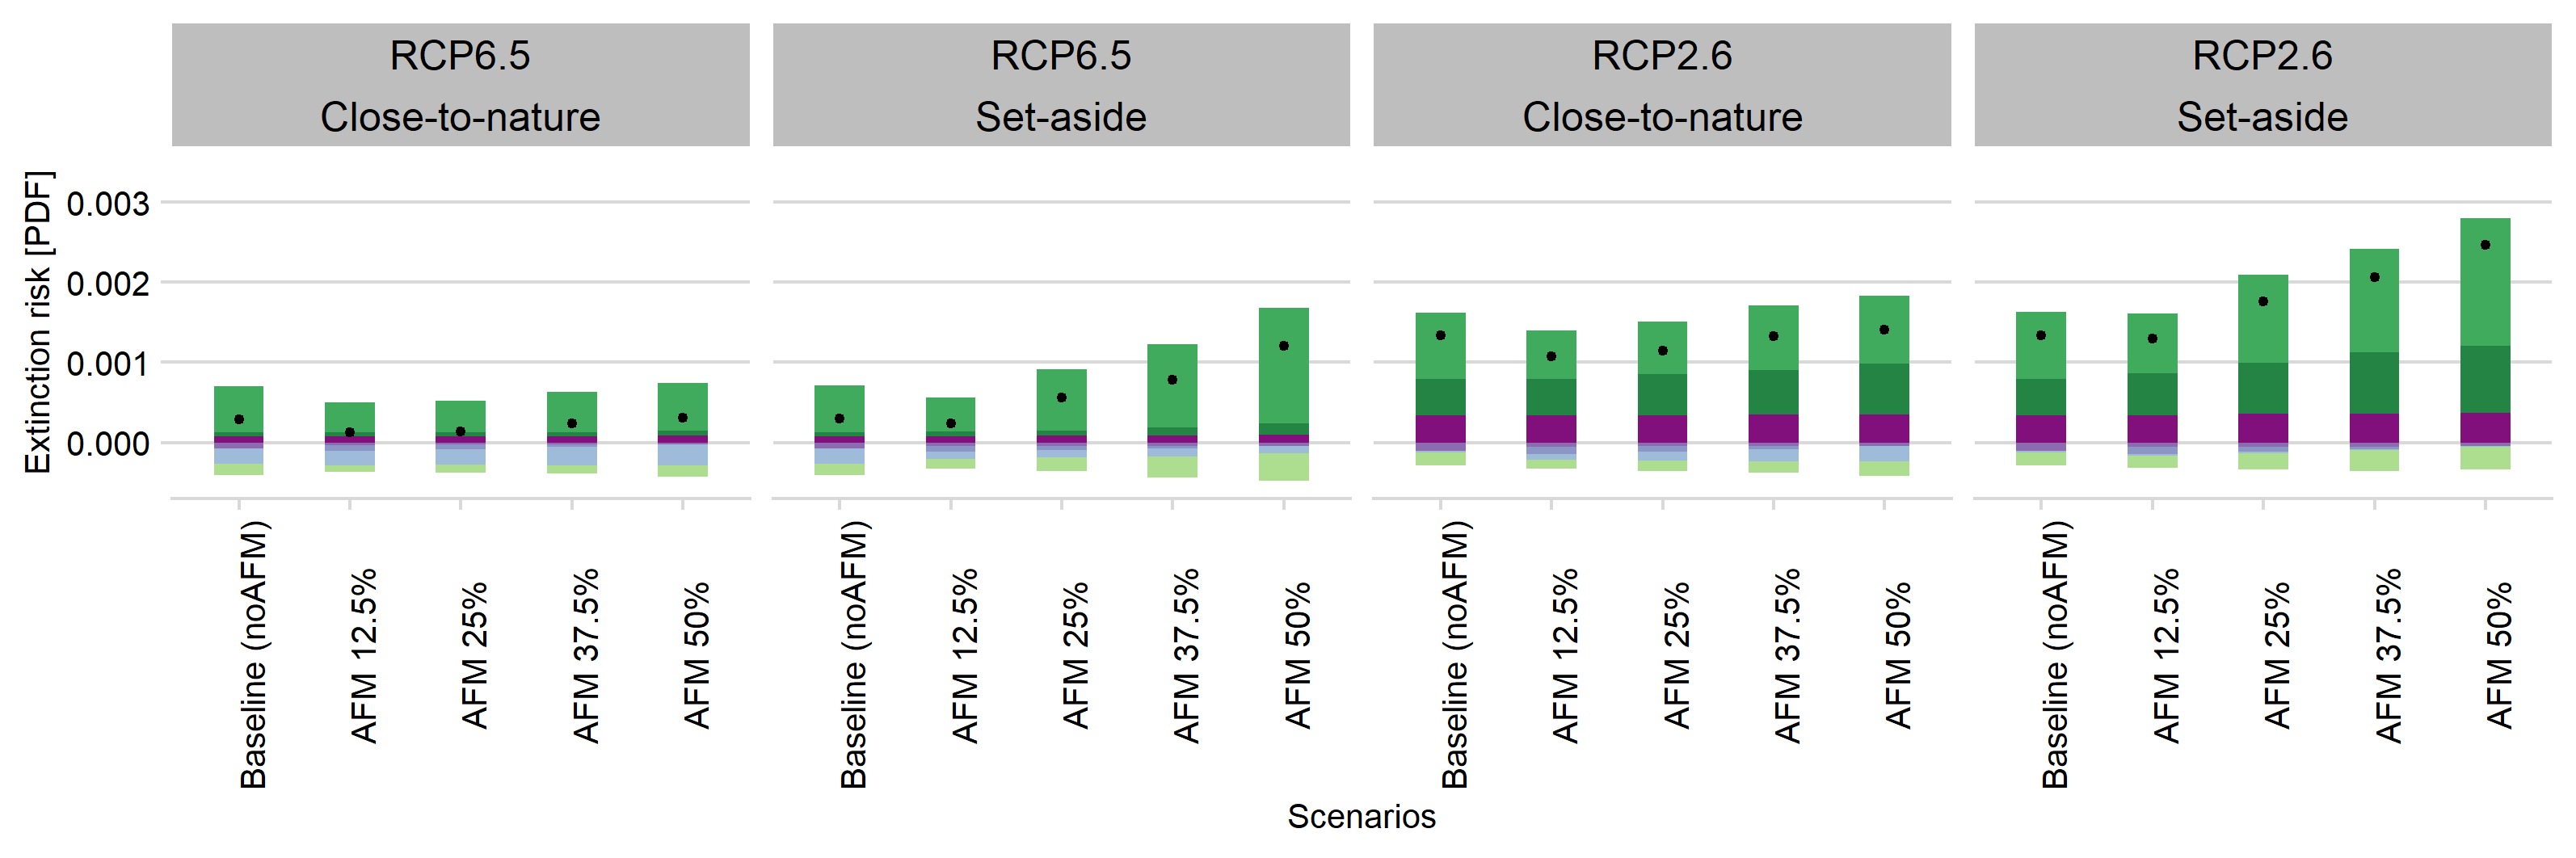 RCP6.5
Close-to-nature
RCP6.5
Set-aside
RCP2.6
Close-to-nature
RCP2.6
Set-aside
Extinction risk [PDF]
0.003
0.002
0.001
0.000
Baseline (noAFM)
AFM 12.5%
AFM 25%
AFM 37.5%
AFM 50%
Baseline (noAFM)
AFM 12.5%
AFM 25%
AFM 37.5%
AFM 50%
Baseline (noAFM)
AFM 12.5%
AFM 25%
AFM 37.5%
AFM 50%
Baseline (noAFM)
AFM 12.5%
AFM 25%
AFM 37.5%
AFM 50%
Scenarios